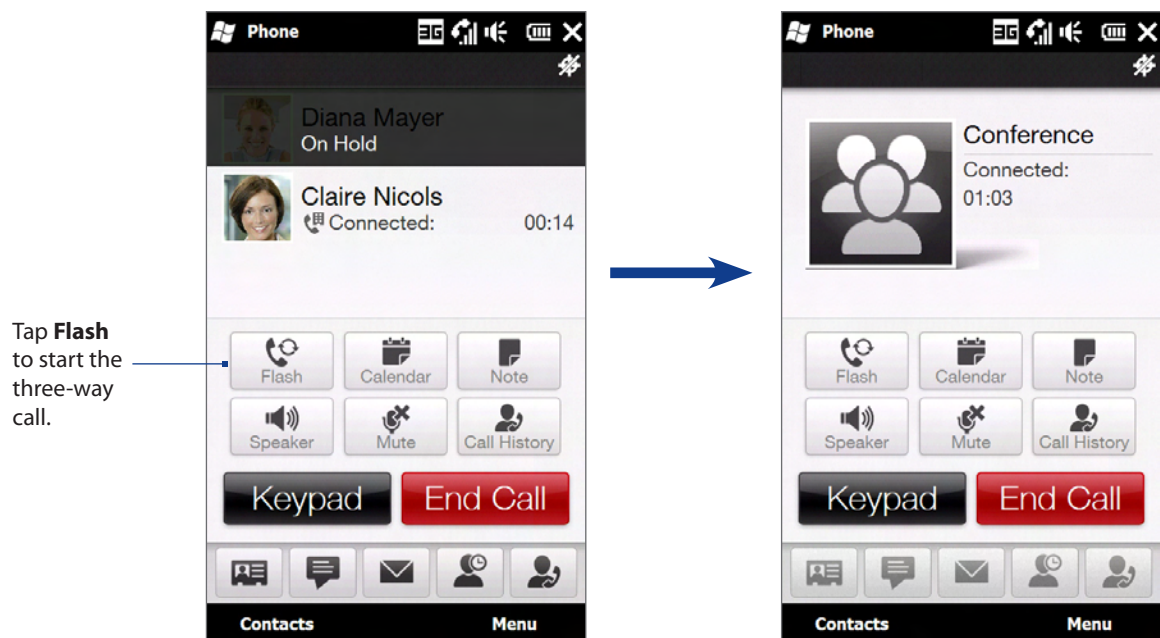 Phone
3G
Diana Mayer
On Hold
Claire Nicols
Connected: 00:14
Tap Flash
to start the
three-way
call.
Flash Calendar Note
Speaker Mute Call History
Keypad End Call
Contacts Menu
Phone
3G
Conference
Connected:
01:03
Flash Calendar Note
Speaker Mute Call History
Keypad End Call
Contacts Menu